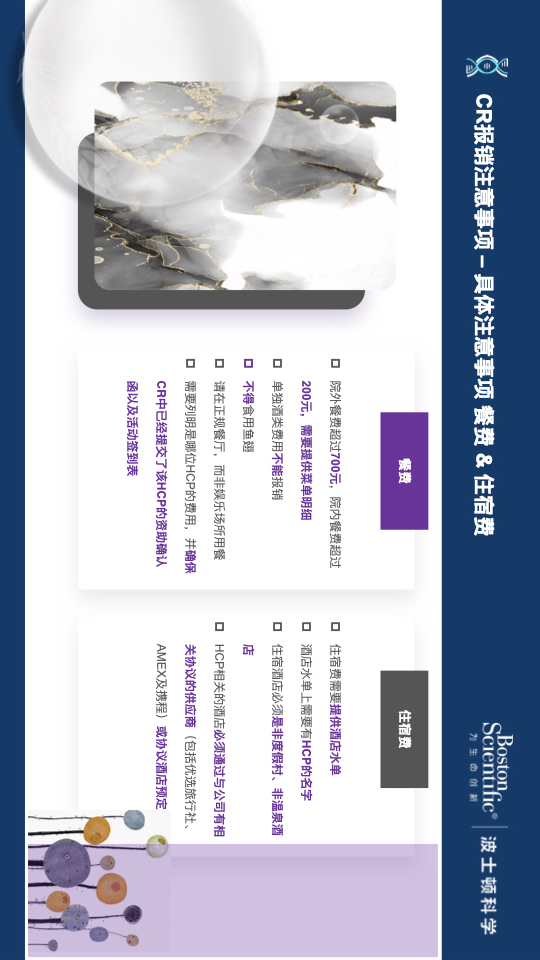 CR报销注意事项 – 具体注意事项 餐费 & 住宿费
Boston
Scientific®
为生命创新
波士顿科学
餐费
院外餐费超过700元，院内餐费超过
200元，需要提供菜单明细
单独酒类费用不能报销
不得食用鱼翅
请在正规餐厅，而非娱乐场所用餐
需要列明是哪位HCP的费用，并确保
CR中已经提交了该HCP的资助确认
函以及活动签到表
住宿费
住宿费需要提供酒店水单
酒店水单上需要有HCP的名字
住宿酒店必须是非度假村、非温泉酒
店
HCP相关的酒店必须通过与公司有相
关协议的供应商（包括优选旅行社、
AMEX及携程）或协议酒店预定